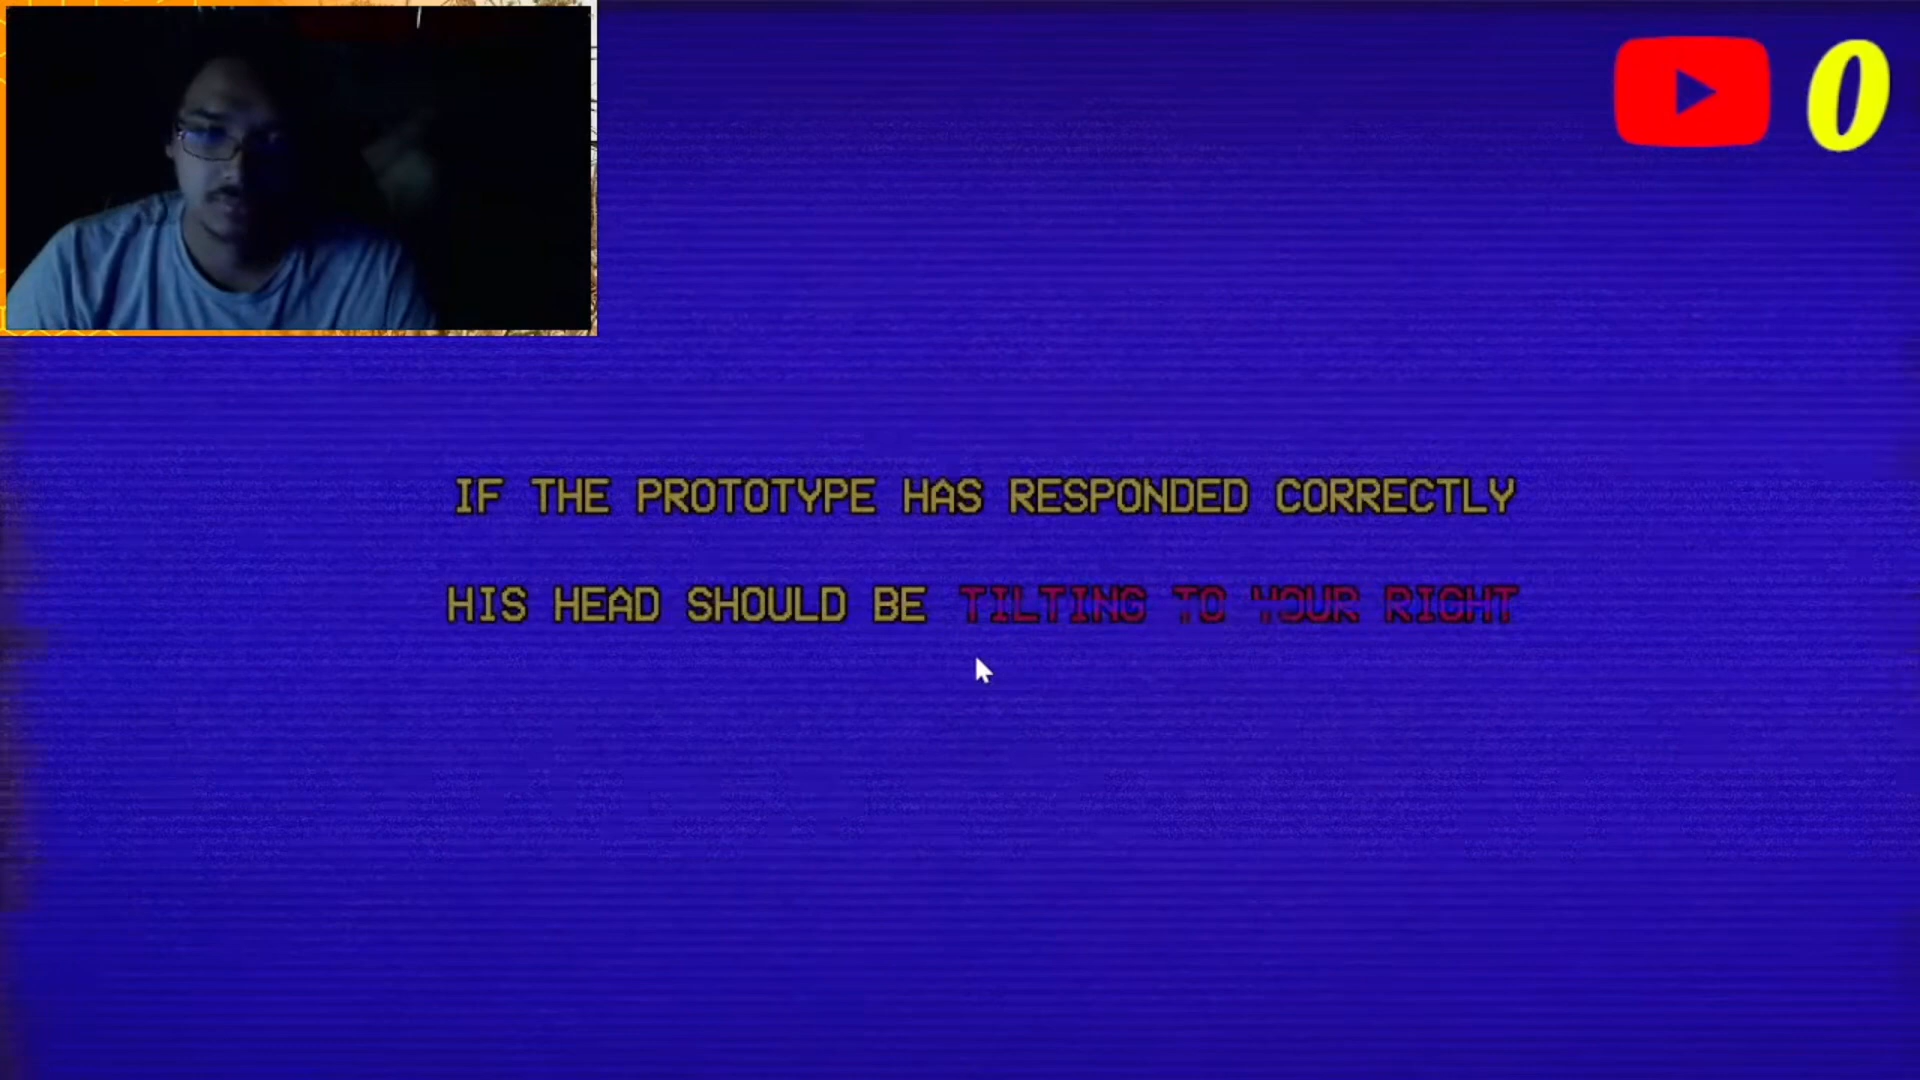 0
IF THE PROTOTYPE HAS RESPONDED CORRECTLY
HIS HEAD SHOULD BE TILTING TO YOUR RIGHT